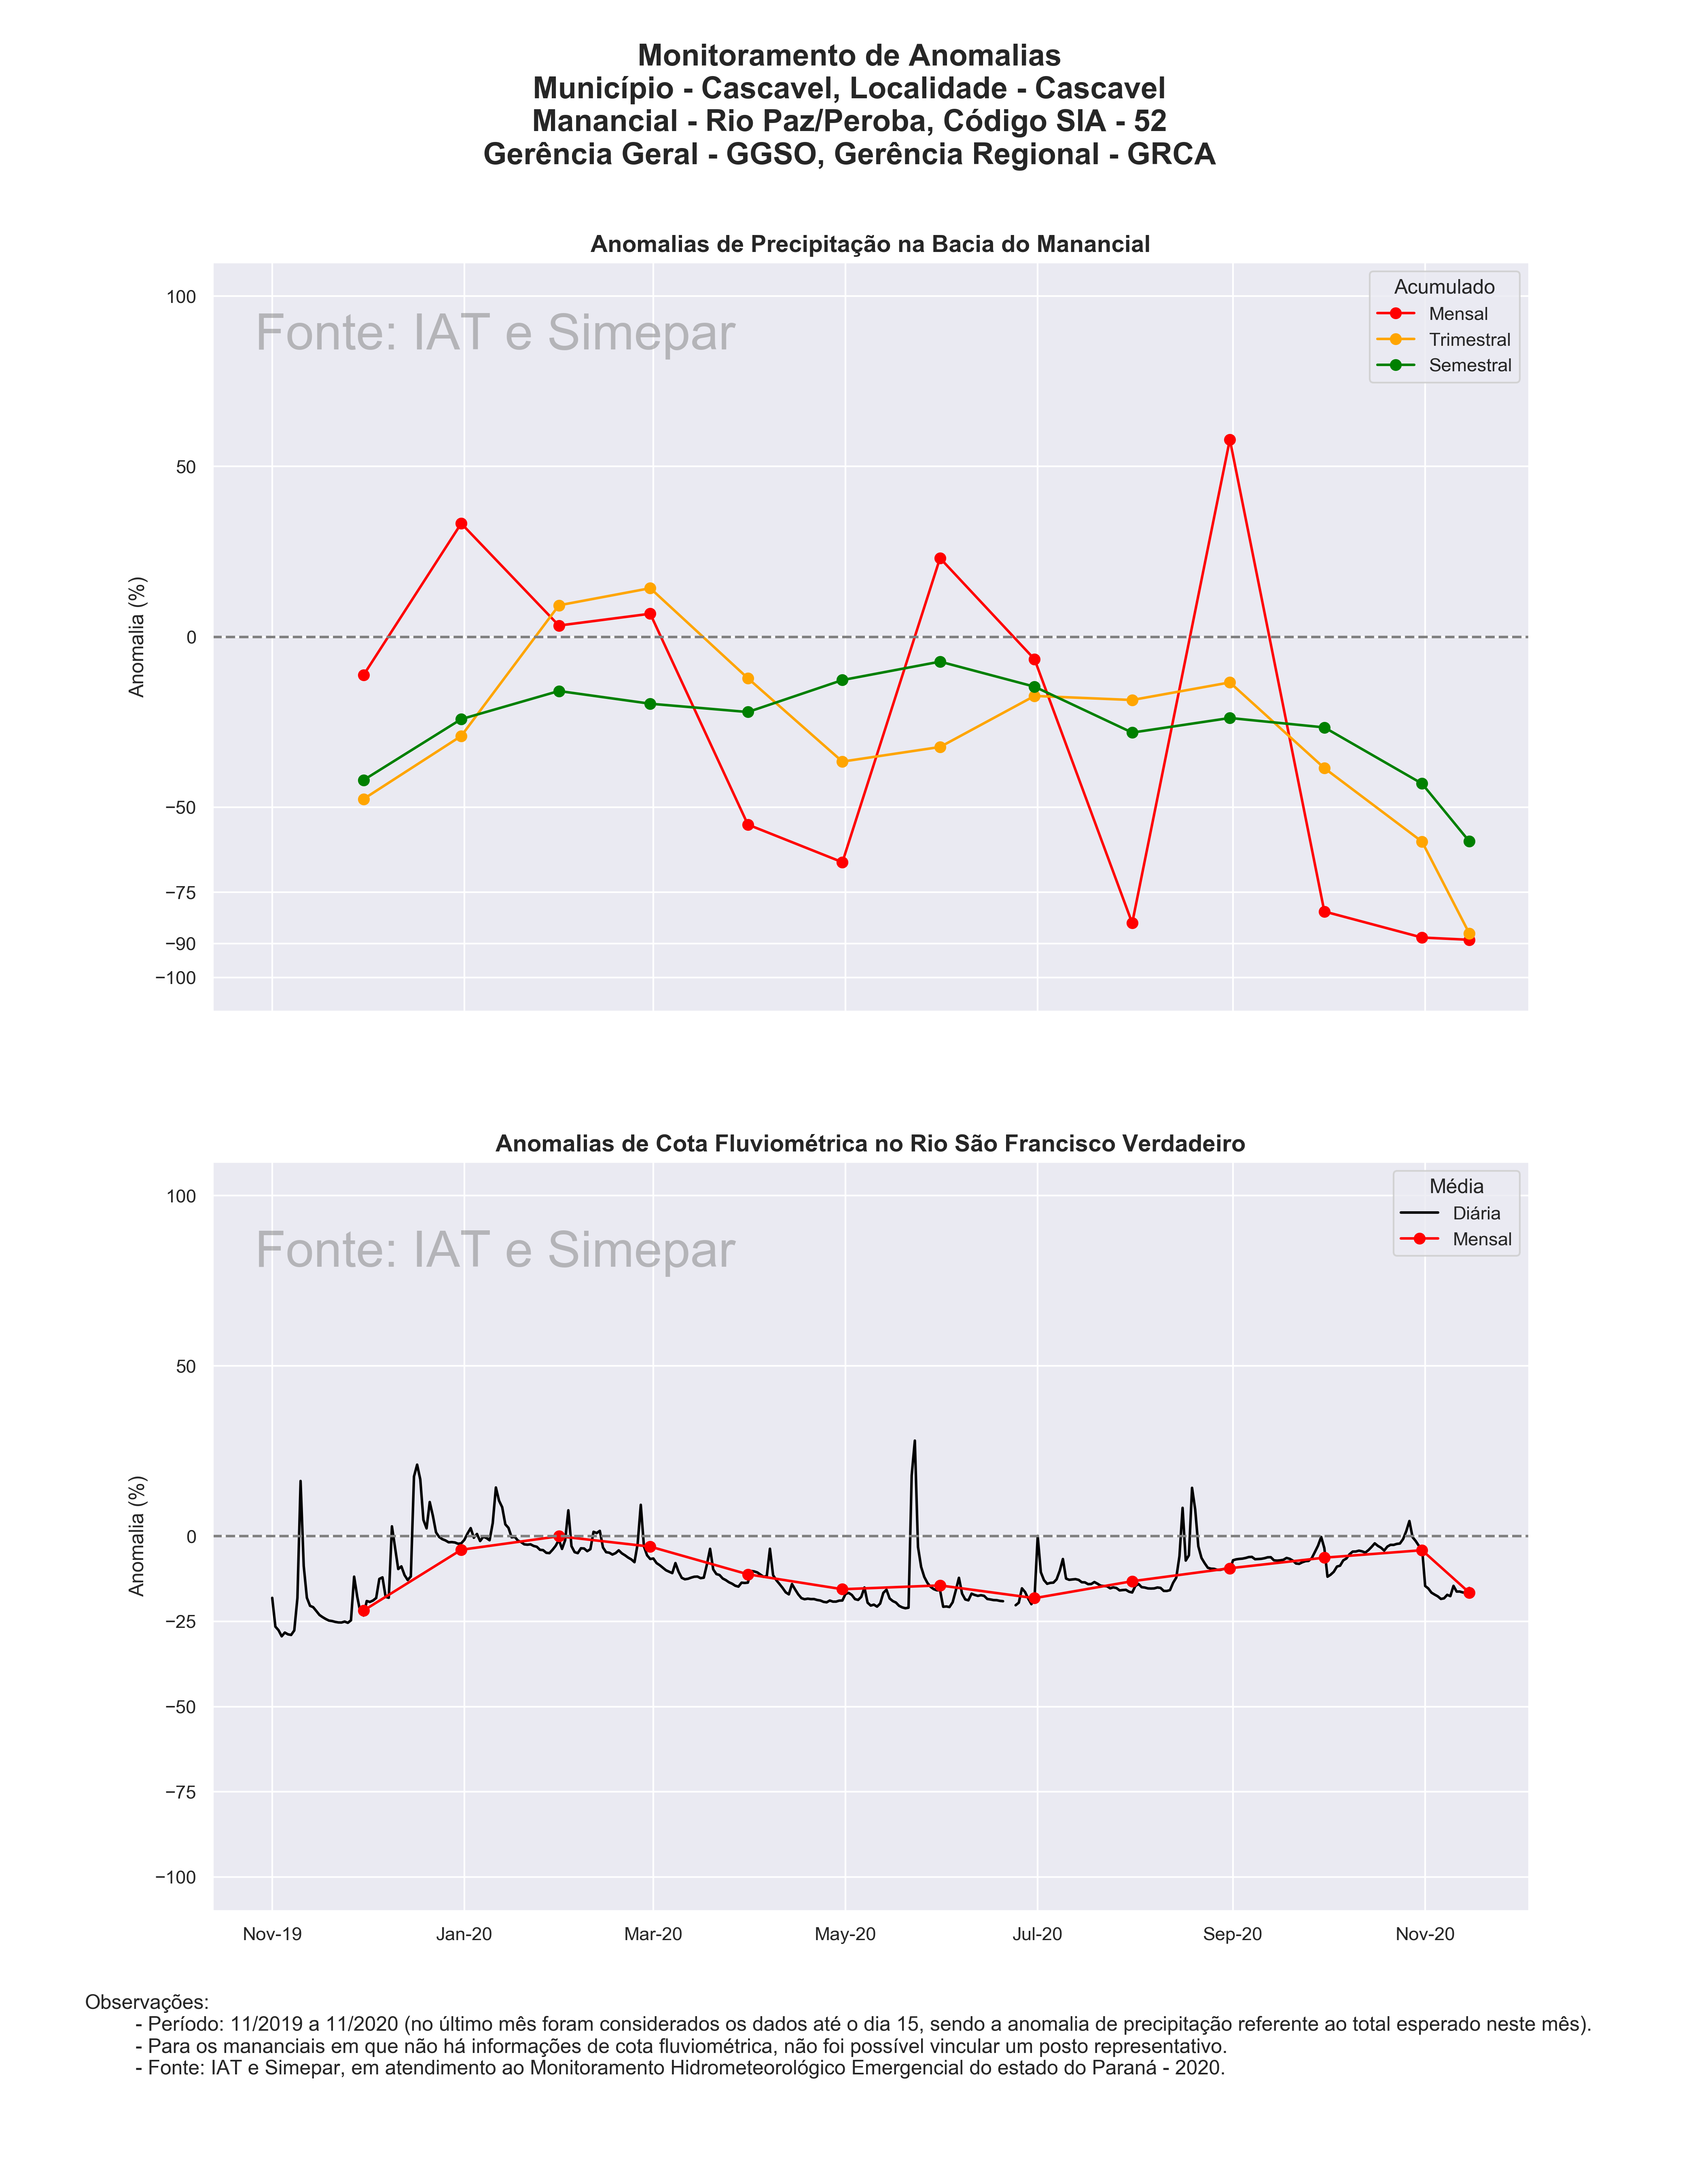 Monitoramento de Anomalias
Município - Cascavel, Localidade - Cascavel
Manancial - Rio Paz/Peroba, Código SIA - 52
Gerência Geral - GGSO, Gerência Regional - GRCA
Anomalias de Precipitação na Bacia do Manancial
Fonte: IAT e Simepar
Acumulado
Mensal
Trimestral
Semestral
Anomalia (%)
100
50
0
−50
−75
−90
−100
Anomalias de Cota Fluviométrica no Rio São Francisco Verdadeiro
Fonte: IAT e Simepar
Média
Diária
Mensal
Anomalia (%)
100
50
0
−25
−50
−75
−100
Nov-19 Jan-20 Mar-20 May-20 Jul-20 Sep-20 Nov-20
Observações:
- Período: 11/2019 a 11/2020 (no último mês foram considerados os dados até o dia 15, sendo a anomalia de precipitação referente ao total esperado neste mês).
- Para os mananciais em que não há informações de cota fluviométrica, não foi possível vincular um posto representativo.
- Fonte: IAT e Simepar, em atendimento ao Monitoramento Hidrometeorológico Emergencial do estado do Paraná - 2020.